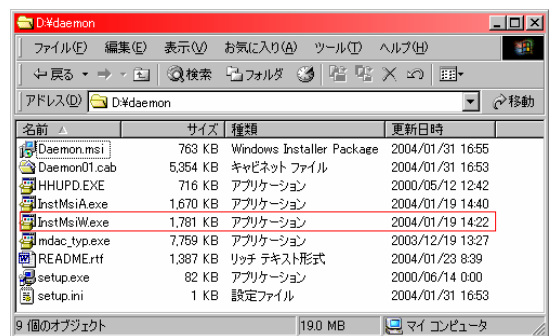 D:¥daemon
ファイル(F) 編集(E) 表示(V) お気に入り(A) ツール(T) ヘルプ(H)
戻る 検索 フォルダ
アドレス(D) D:¥daemon 移動
名前 サイズ 種類 更新日時
Daemon.msi 763 KB Windows Installer Package 2004/01/31 16:55
Daemon01.cab 5,354 KB キャビネット ファイル 2004/01/31 16:53
HHUPD.EXE 716 KB アプリケーション 2000/05/12 12:42
InstMsiA.exe 1,670 KB アプリケーション 2004/01/19 14:40
InstMsiW.exe 1,781 KB アプリケーション 2004/01/19 14:22
mdac_typ.exe 7,759 KB アプリケーション 2003/12/19 13:27
README.rtf 1,387 KB リッチ テキスト形式 2004/01/23 8:39
setup.exe 82 KB アプリケーション 2000/06/14 0:00
setup.ini 1 KB 設定ファイル 2004/01/31 16:53
9 個のオブジェクト 19.0 MB マイ コンピュータ